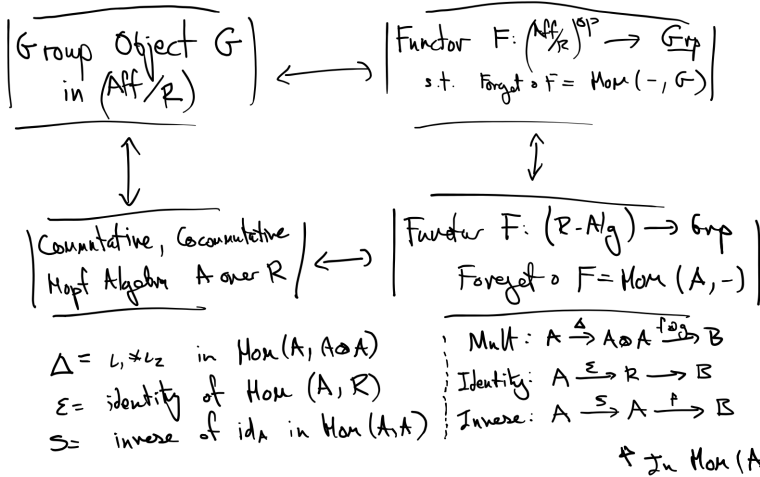 Group Object G
in (Aff/R)
Functor F: (Aff/R)^op → Grp
s.t. Forget ∘ F = Hom(-, G)
Commutative, Cocommutative
Hopf Algebra A over R
Functor F: (R-Alg) → Grp
Foreget ∘ F = Hom(A, -)
Δ = ι₁ * ι₂ in Hom(A, A⊗A)
ε = identity of Hom (A, R)
S = inverse of id_A in Hom(A,A)
Mult: A →^Δ A⊗A →^{f⊗g} B
Identity: A →^ε R → B
Inverse: A →^S A →^f B
In Hom(A